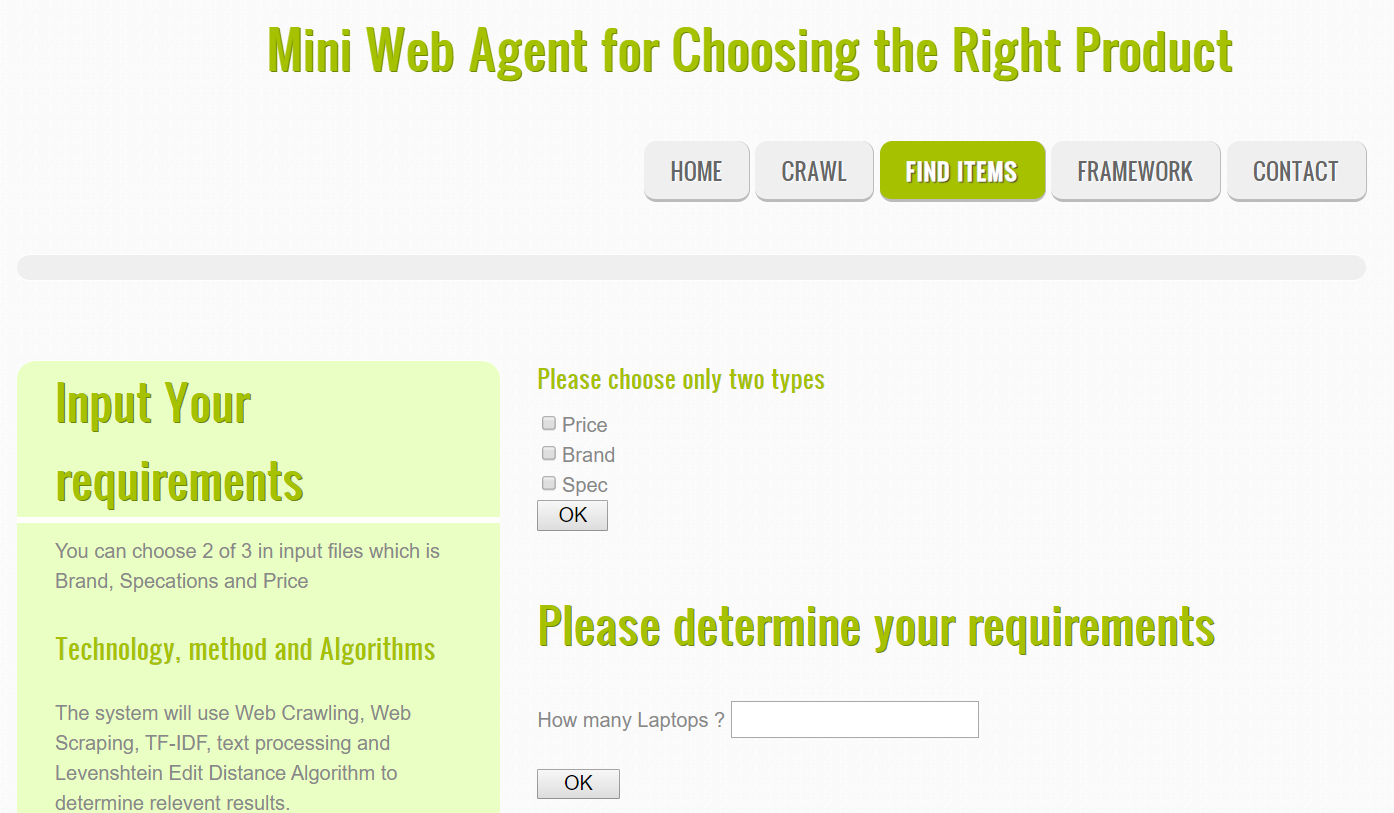 Mini Web Agent for Choosing the Right Product
HOME
CRAWL
FIND ITEMS
FRAMEWORK
CONTACT
Input Your
requirements
You can choose 2 of 3 in input files which is
Brand, Specations and Price
Technology, method and Algorithms
The system will use Web Crawling, Web
Scraping, TF-IDF, text processing and
Levenshtein Edit Distance Algorithm to
determine relevent results.
Please choose only two types
Price
Brand
Spec
OK
Please determine your requirements
How many Laptops ?
OK